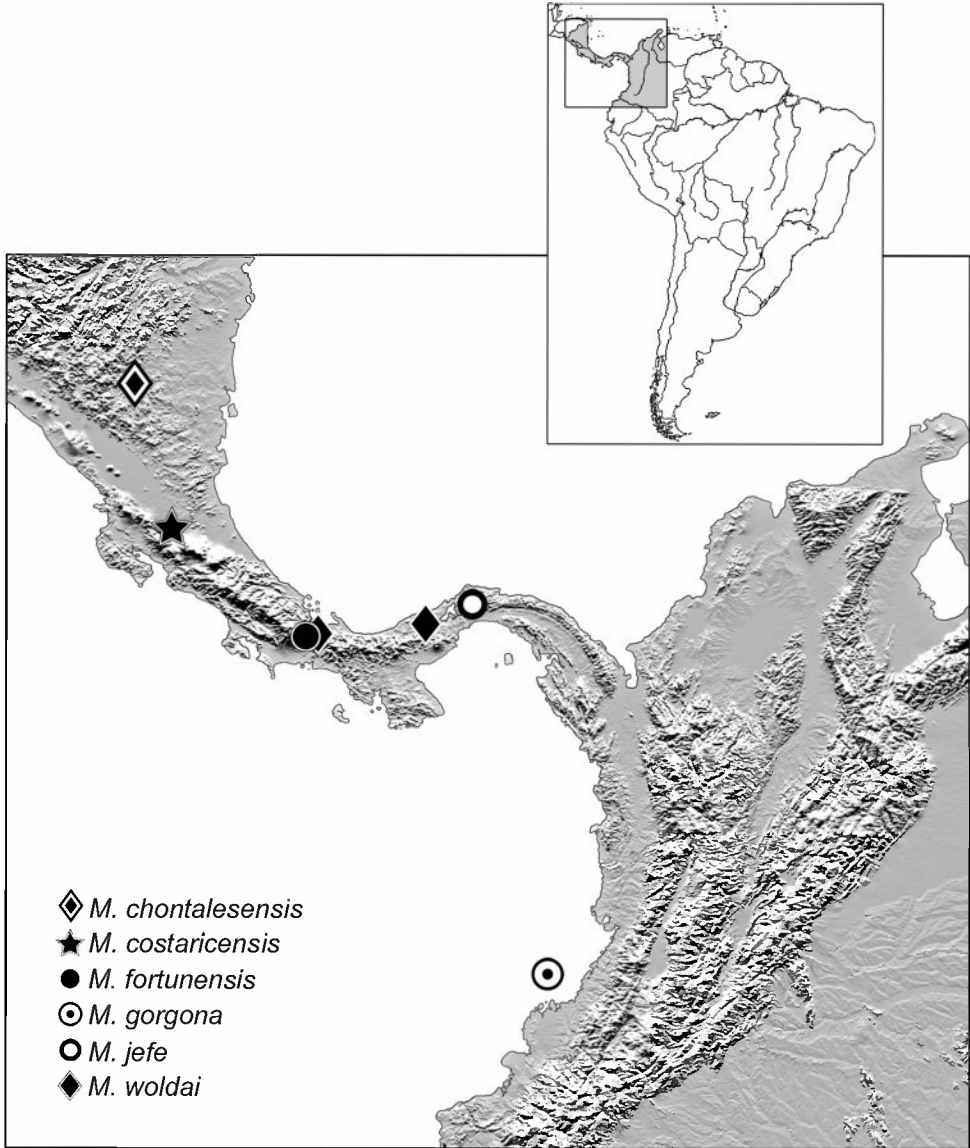 M. chontalesensis
M. costaricensis
M. fortunensis
M. gorgona
M. jefe
M. woldai